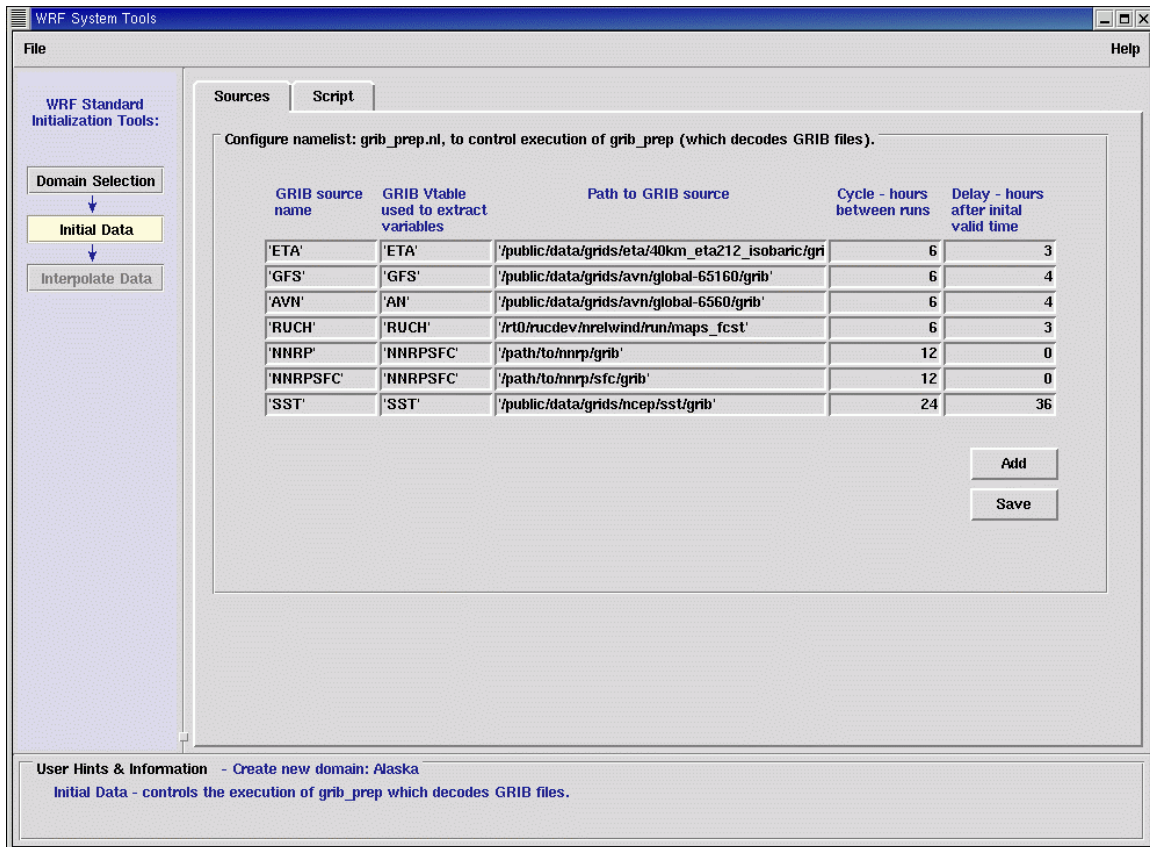 WRF System Tools
File Help
WRF Standard
Initialization Tools:
Domain Selection
Initial Data
Interpolate Data
Sources Script
Configure namelist: grib_prep.nl, to control execution of grib_prep (which decodes GRIB files).
GRIB source GRIB Vtable Path to GRIB source Cycle - hours Delay - hours
name used to extract between runs after inital
variables valid time
'ETA' 'ETA' '/public/data/grids/eta/40km_eta212_isobaric/gri 6 3
'GFS' 'GFS' '/public/data/grids/avn/global-65160/grib' 6 4
'AVN' 'AN' '/public/data/grids/avn/global-6560/grib' 6 4
'RUCH' 'RUCH' '/rt0/rucdev/nrelwind/run/maps_fcst' 6 3
'NNRP' 'NNRPSFC' '/path/to/nnrp/grib' 12 0
'NNRPSFC' 'NNRPSFC' '/path/to/nnrp/sfc/grib' 12 0
'SST' 'SST' '/public/data/grids/ncep/sst/grib' 24 36
Add
Save
User Hints & Information - Create new domain: Alaska
Initial Data - controls the execution of grib_prep which decodes GRIB files.